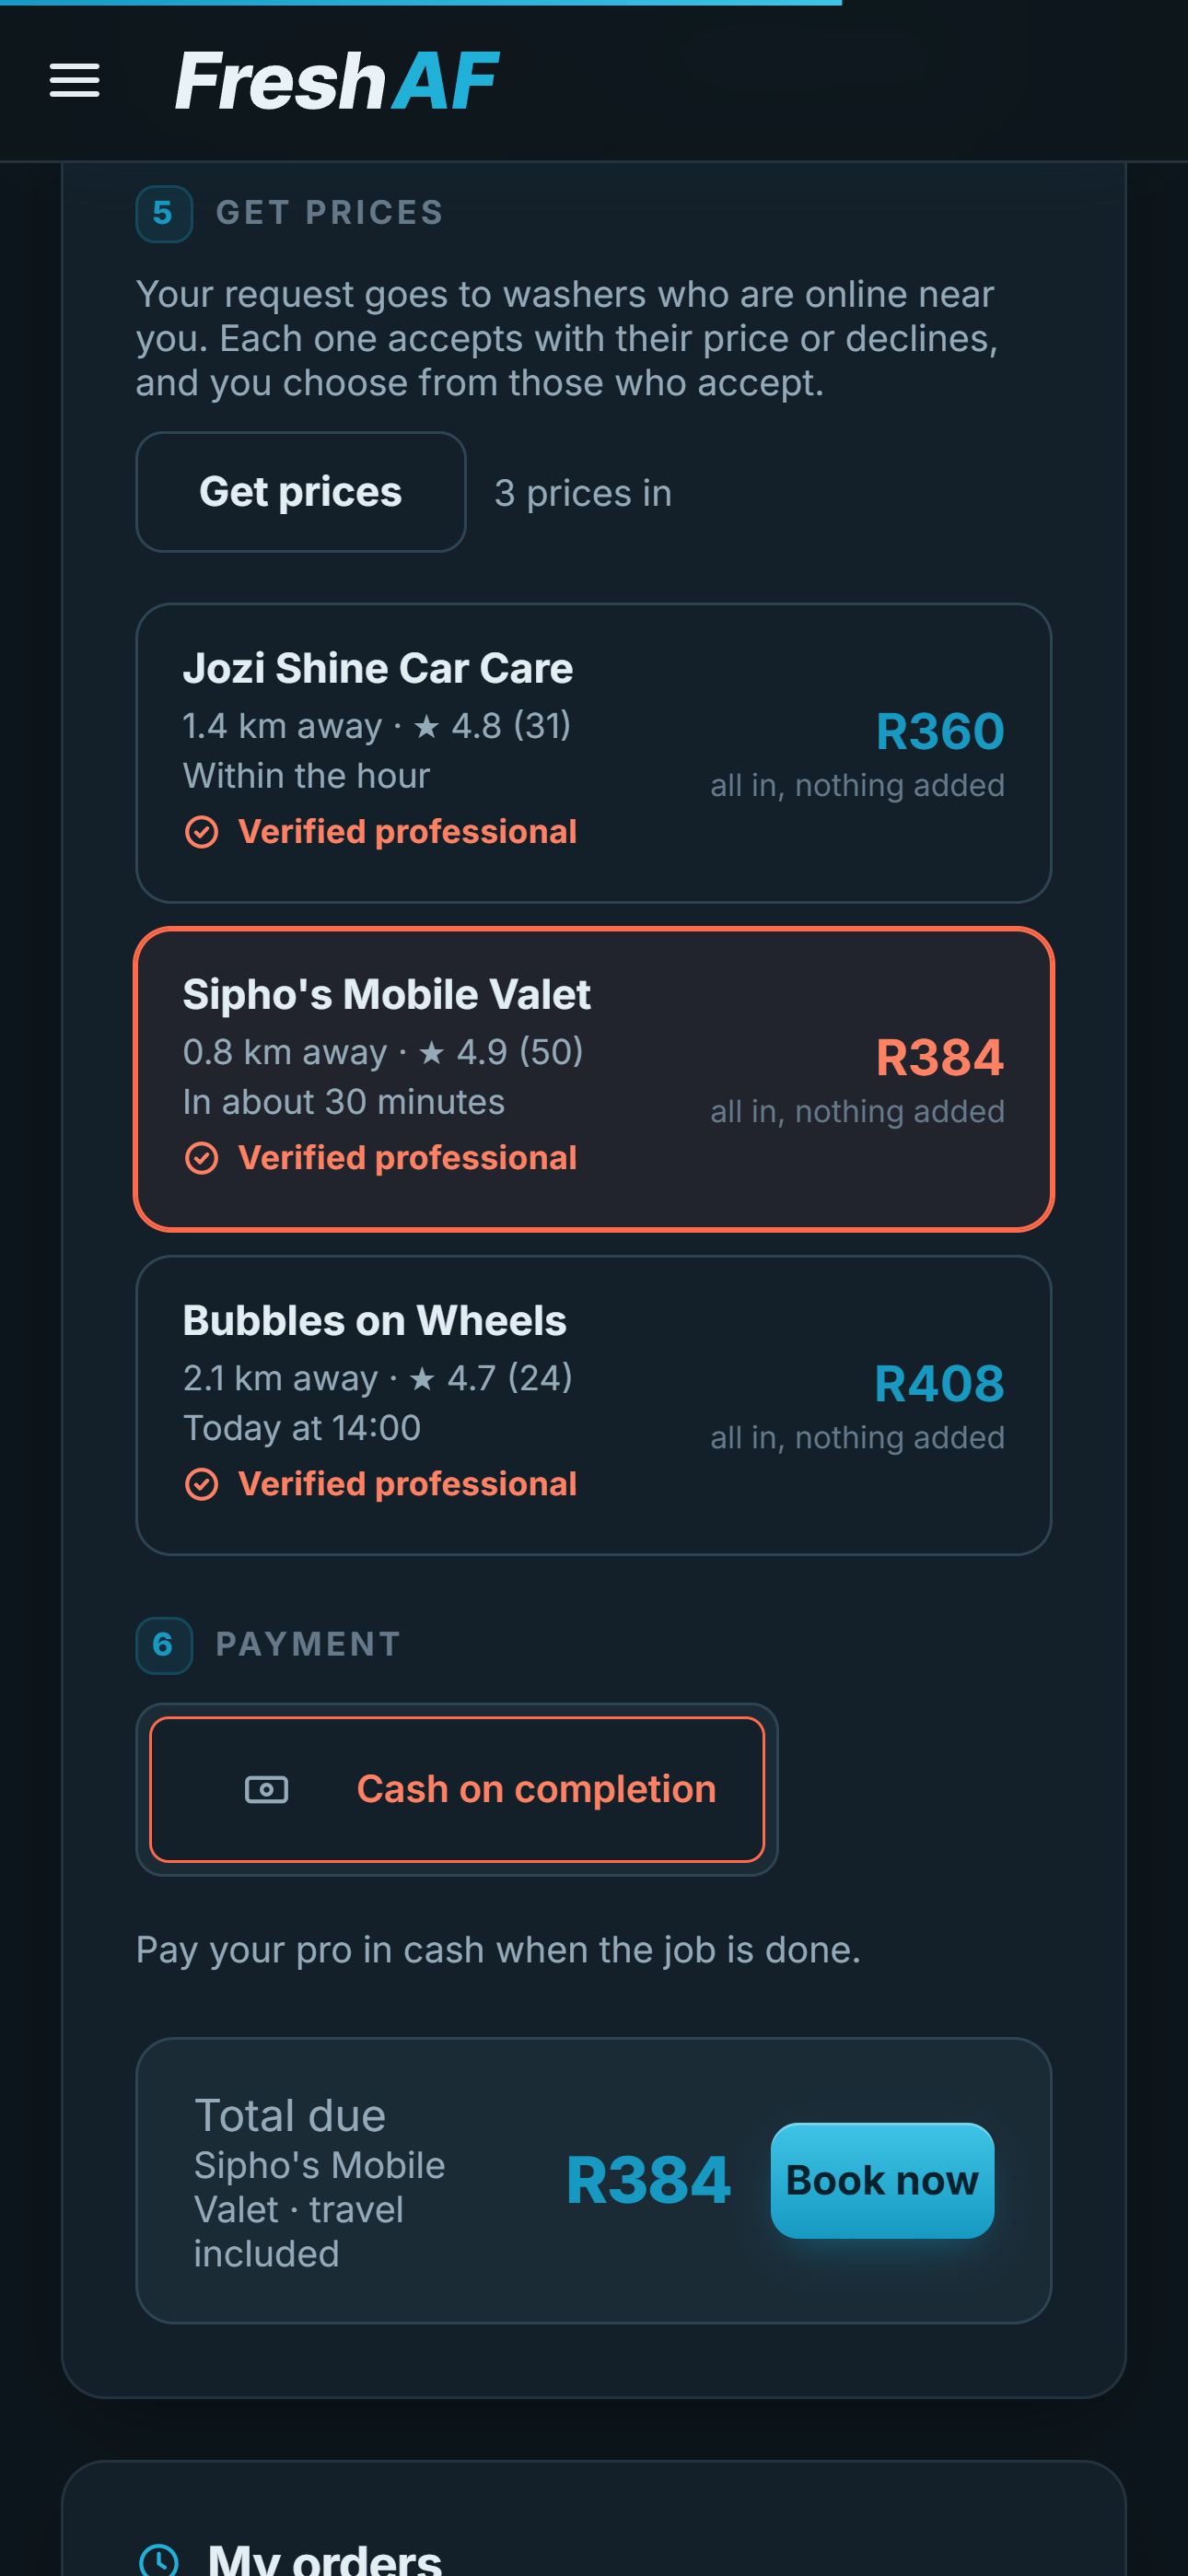 Fresh AF
5 GET PRICES
Your request goes to washers who are online near
you. Each one accepts with their price or declines,
and you choose from those who accept.
Get prices 3 prices in
Jozi Shine Car Care
1.4 km away · ★ 4.8 (31)
R360
Within the hour
all in, nothing added
Verified professional
Sipho's Mobile Valet
0.8 km away · ★ 4.9 (50)
R384
In about 30 minutes
all in, nothing added
Verified professional
Bubbles on Wheels
2.1 km away · ★ 4.7 (24)
R408
Today at 14:00
all in, nothing added
Verified professional
6 PAYMENT
Cash on completion
Pay your pro in cash when the job is done.
Total due
Sipho's Mobile
Valet · travel
included
R384
Book now
My orders